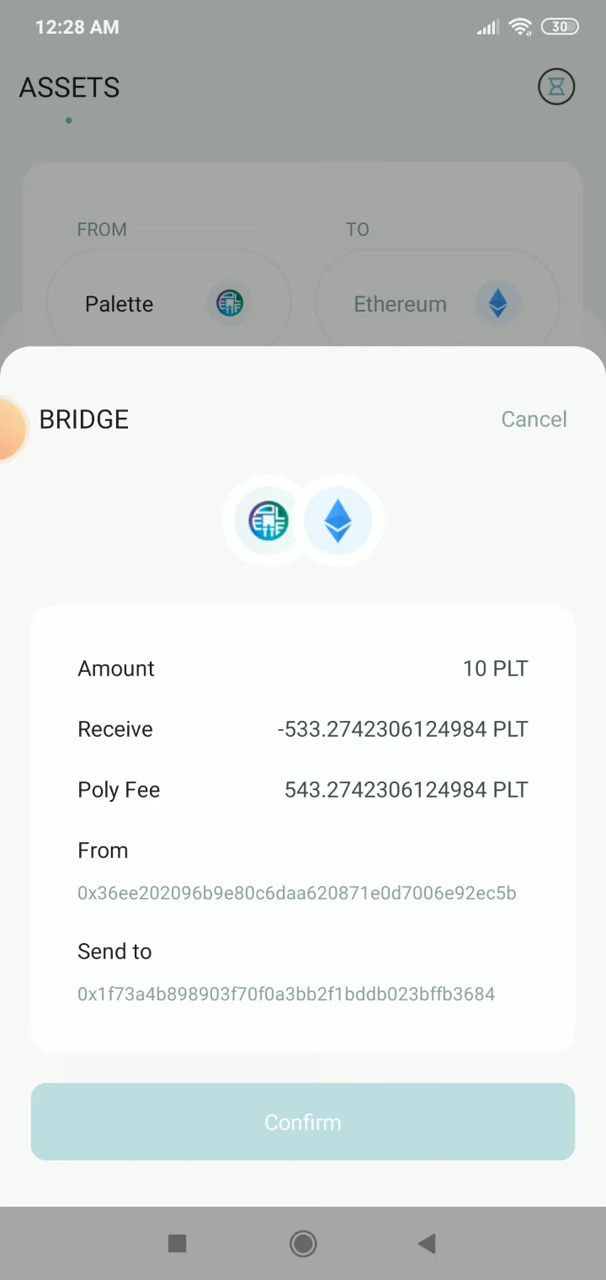 12:28 AM
30
ASSETS
FROM
TO
Palette
Ethereum
BRIDGE
Cancel
Amount
10 PLT
Receive
-533.2742306124984 PLT
Poly Fee
543.2742306124984 PLT
From
0x36ee202096b9e80c6daa620871e0d7006e92ec5b
Send to
0x1f73a4b898903f70f0a3bb2f1bddb023bffb3684
Confirm